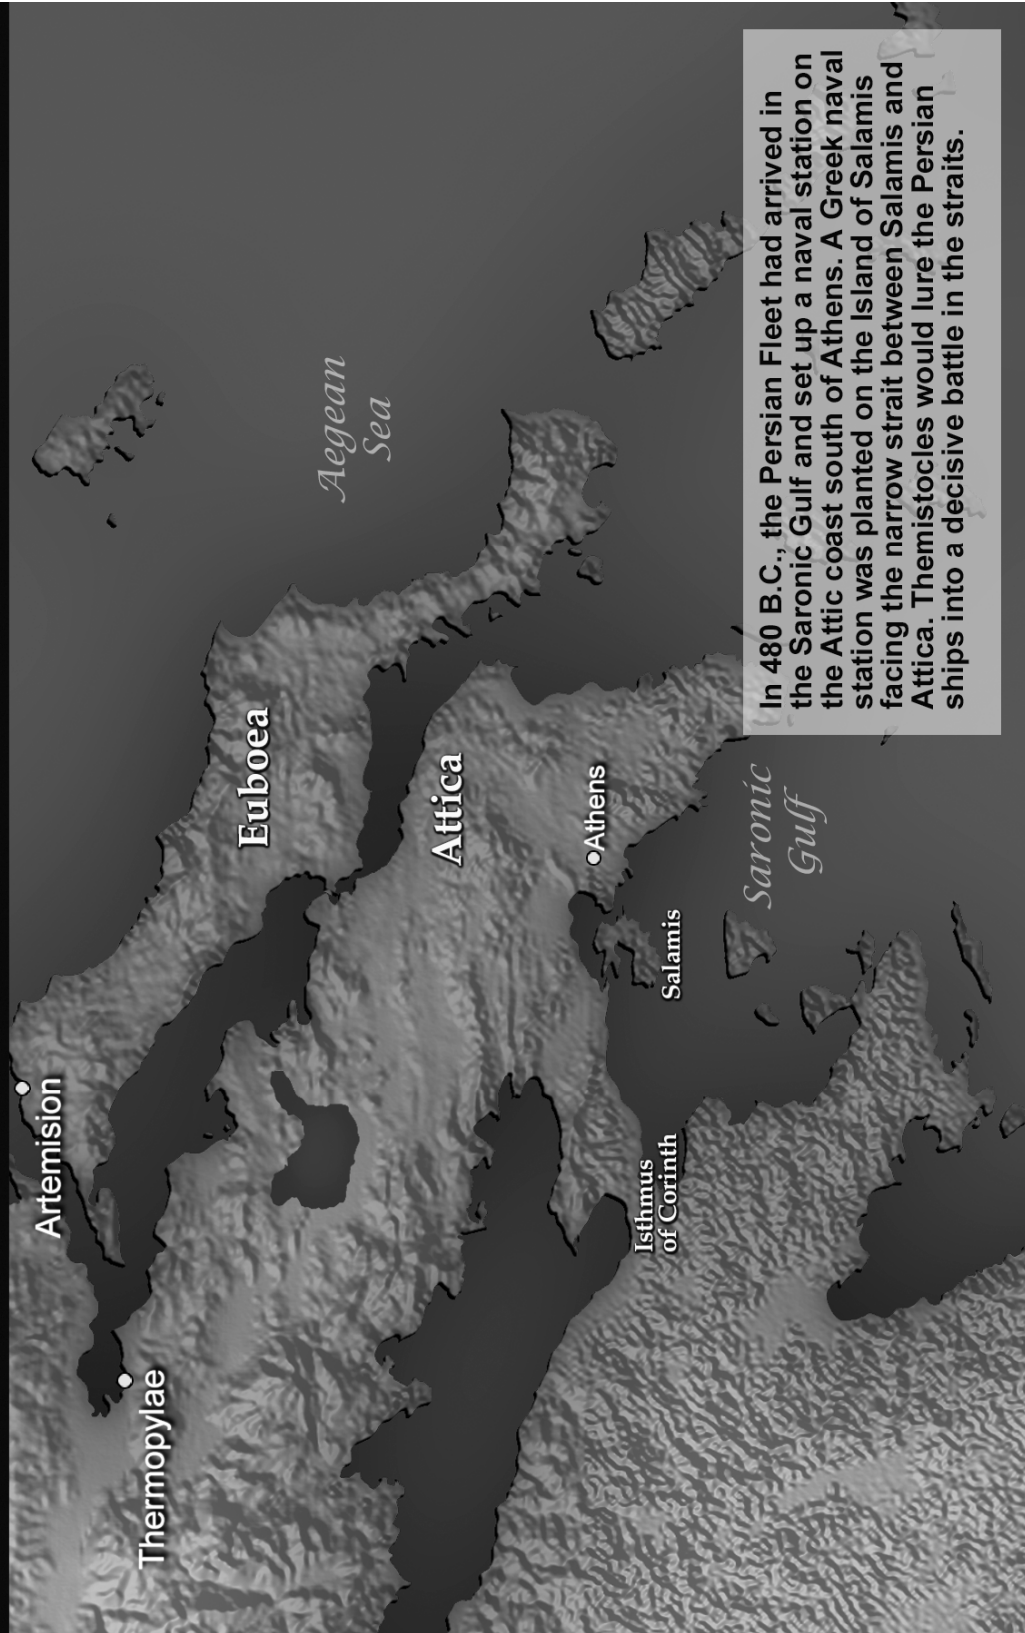 Artemision
Thermopylae
Euboea
Aegean
Sea
Attica
Athens
Salamis
Isthmus
of Corinth
Saronic
Gulf
In 480 B.C., the Persian Fleet had arrived in
the Saronic Gulf and set up a naval station on
the Attic coast south of Athens. A Greek naval
station was planted on the Island of Salamis
facing the narrow strait between Salamis and
Attica. Themistocles would lure the Persian
ships into a decisive battle in the straits.